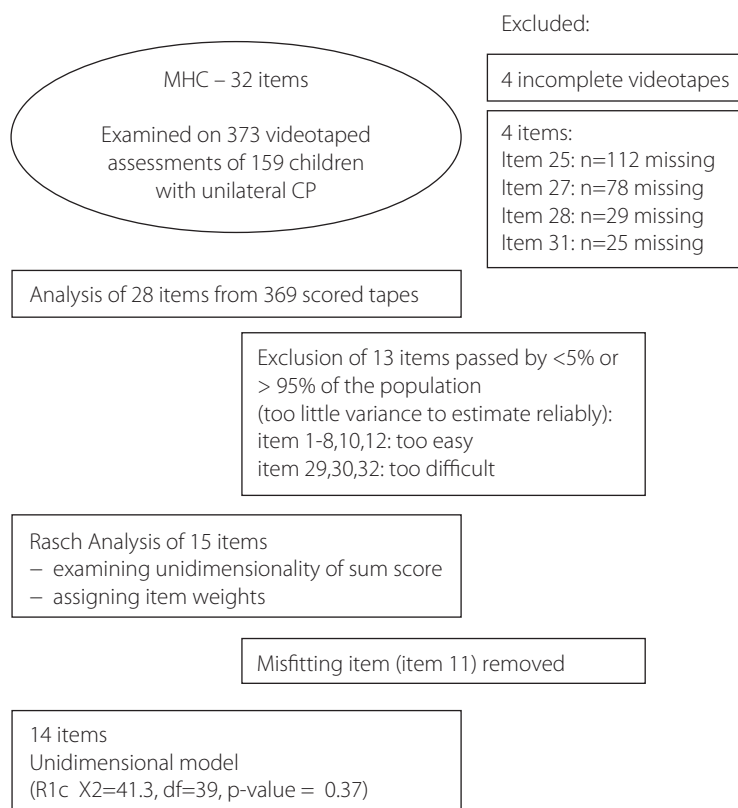 Excluded:
MHC – 32 items
Examined on 373 videotaped
assessments of 159 children
with unilateral CP
4 incomplete videotapes
4 items:
Item 25: n=112 missing
Item 27: n=78 missing
Item 28: n=29 missing
Item 31: n=25 missing
Analysis of 28 items from 369 scored tapes
Exclusion of 13 items passed by <5% or
> 95% of the population
(too little variance to estimate reliably):
item 1-8,10,12: too easy
item 29,30,32: too difficult
Rasch Analysis of 15 items
– examining unidimensionality of sum score
– assigning item weights
Misfitting item (item 11) removed
14 items
Unidimensional model
(R1c X2=41.3, df=39, p-value = 0.37)